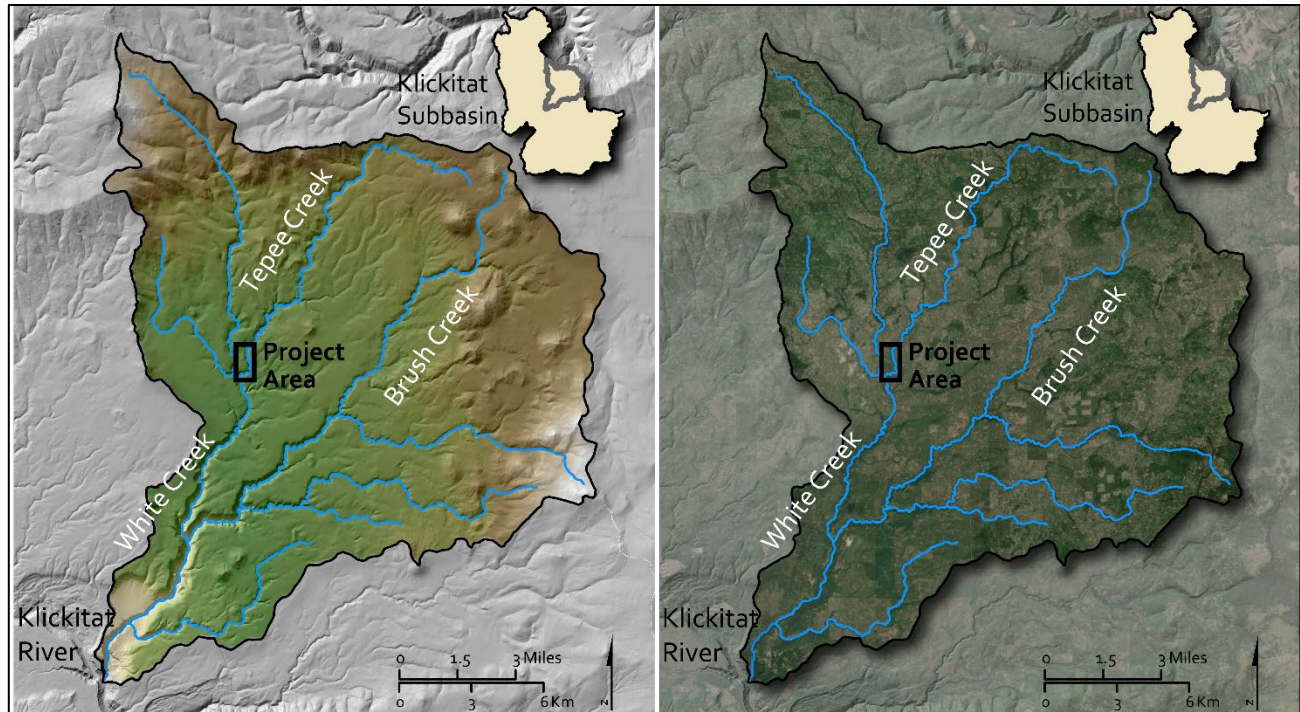 Klickitat
Subbasin
Tepee Creek
Brush Creek
Project
Area
White Creek
Klickitat
River
0 1.5 3 Miles
0 3 6 Km
N
Klickitat
Subbasin
Tepee Creek
Brush Creek
Project
Area
White Creek
Klickitat
River
0 1.5 3 Miles
0 3 6 Km
N